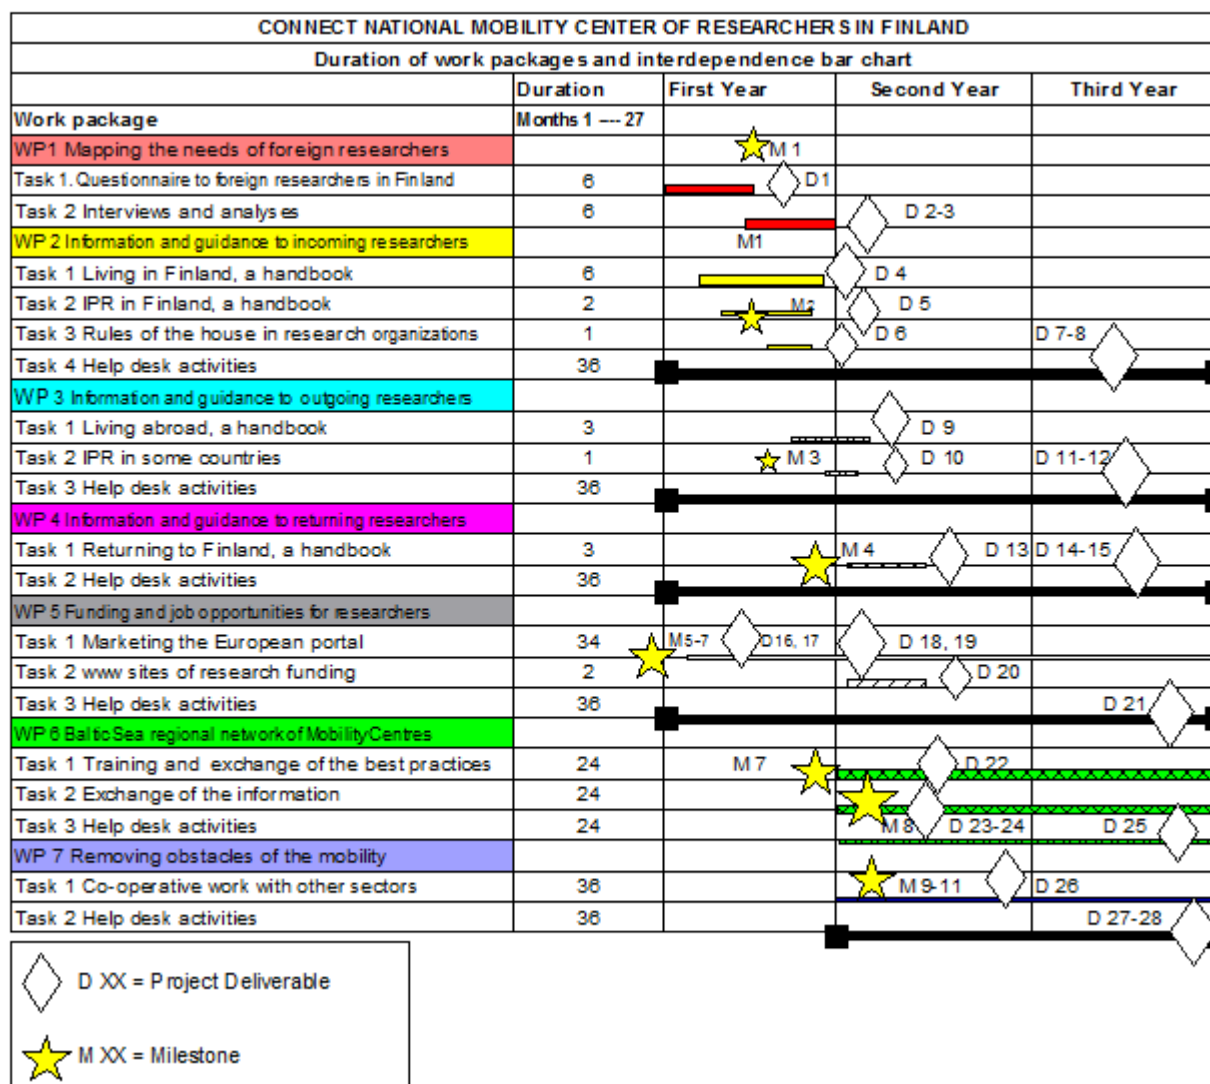 CONNECT NATIONAL MOBILITY CENTER OF RESEARCHERS IN FINLAND
Duration of work packages and interdependence bar chart
Duration First Year Second Year Third Year
Work package Months 1 --- 27
WP1 Mapping the needs of foreign researchers M 1
Task 1. Questionnaire to foreign researchers in Finland 6 D1
Task 2 Interviews and analyses 6 D 2-3
WP 2 Information and guidance to incoming researchers M1
Task 1 Living in Finland, a handbook 6 D 4
Task 2 IPR in Finland, a handbook 2 M2 D 5
Task 3 Rules of the house in research organizations 1 D 6 D 7-8
Task 4 Help desk activities 36
WP 3 Information and guidance to outgoing researchers
Task 1 Living abroad, a handbook 3 D 9
Task 2 IPR in some countries 1 M 3 D 10 D 11-12
Task 3 Help desk activities 36
WP 4 Information and guidance to returning researchers
Task 1 Returning to Finland, a handbook 3 M 4 D 13 D 14-15
Task 2 Help desk activities 36
WP 5 Funding and job opportunities for researchers
Task 1 Marketing the European portal 34 M5-7 D16, 17 D 18, 19
Task 2 www sites of research funding 2 D 20
Task 3 Help desk activities 36 D 21
WP 6 Baltic Sea regional network of Mobility Centres
Task 1 Training and exchange of the best practices 24 M 7 D 22
Task 2 Exchange of the information 24
Task 3 Help desk activities 24 M 8 D 23-24 D 25
WP 7 Removing obstacles of the mobility
Task 1 Co-operative work with other sectors 36 M 9-11 D 26
Task 2 Help desk activities 36 D 27-28
D XX = Project Deliverable
M XX = Milestone